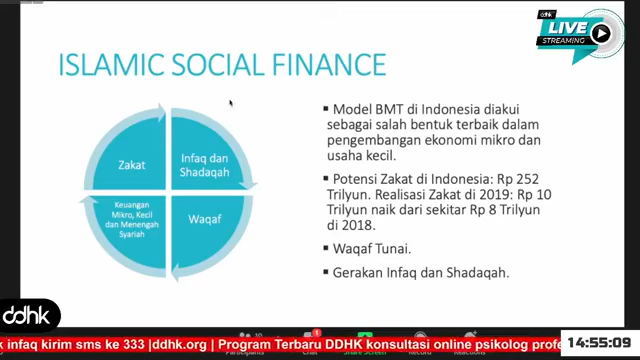 ddhk
LIVE
STREAMING
ISLAMIC SOCIAL FINANCE
Zakat
Infaq dan
Shadaqah
Keuangan
Mikro, Kecil
dan Menengah
Syariah
Waqaf
▪ Model BMT di Indonesia diakui
sebagai salah bentuk terbaik dalam
pengembangan ekonomi mikro dan
usaha kecil.
▪ Potensi Zakat di Indonesia: Rp 252
Trilyun. Realisasi Zakat di 2019: Rp 10
Trilyun naik dari sekitar Rp 8 Trilyun
di 2018.
▪ Waqaf Tunai.
▪ Gerakan Infaq dan Shadaqah.
ddhk
k infaq kirim sms ke 333 |ddhk.org | Program Terbaru DDHK konsultasi online psikolog profe
14:55:09